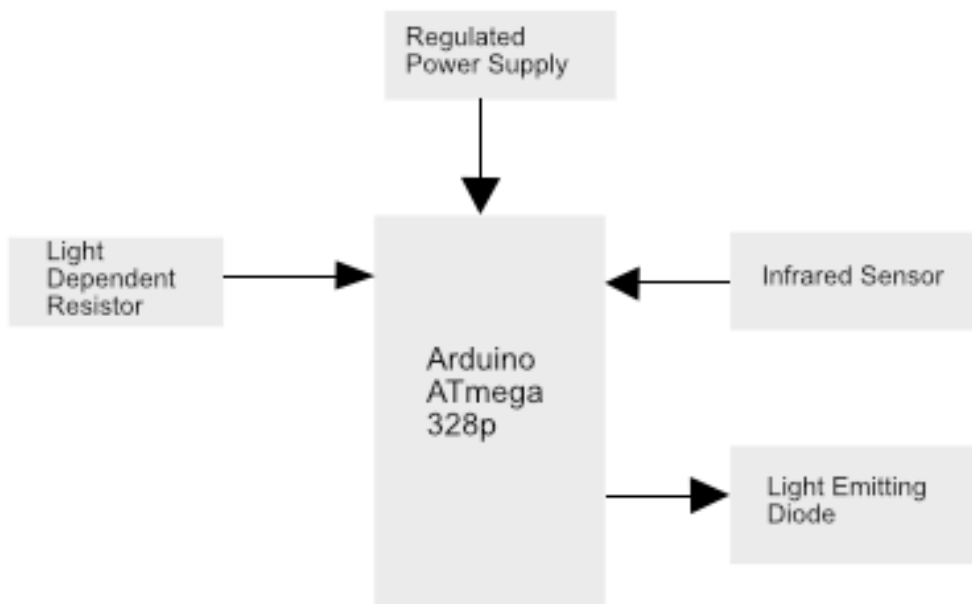 Regulated
Power Supply
Light
Dependent
Resistor
Infrared Sensor
Arduino
ATmega
328p
Light Emitting
Diode